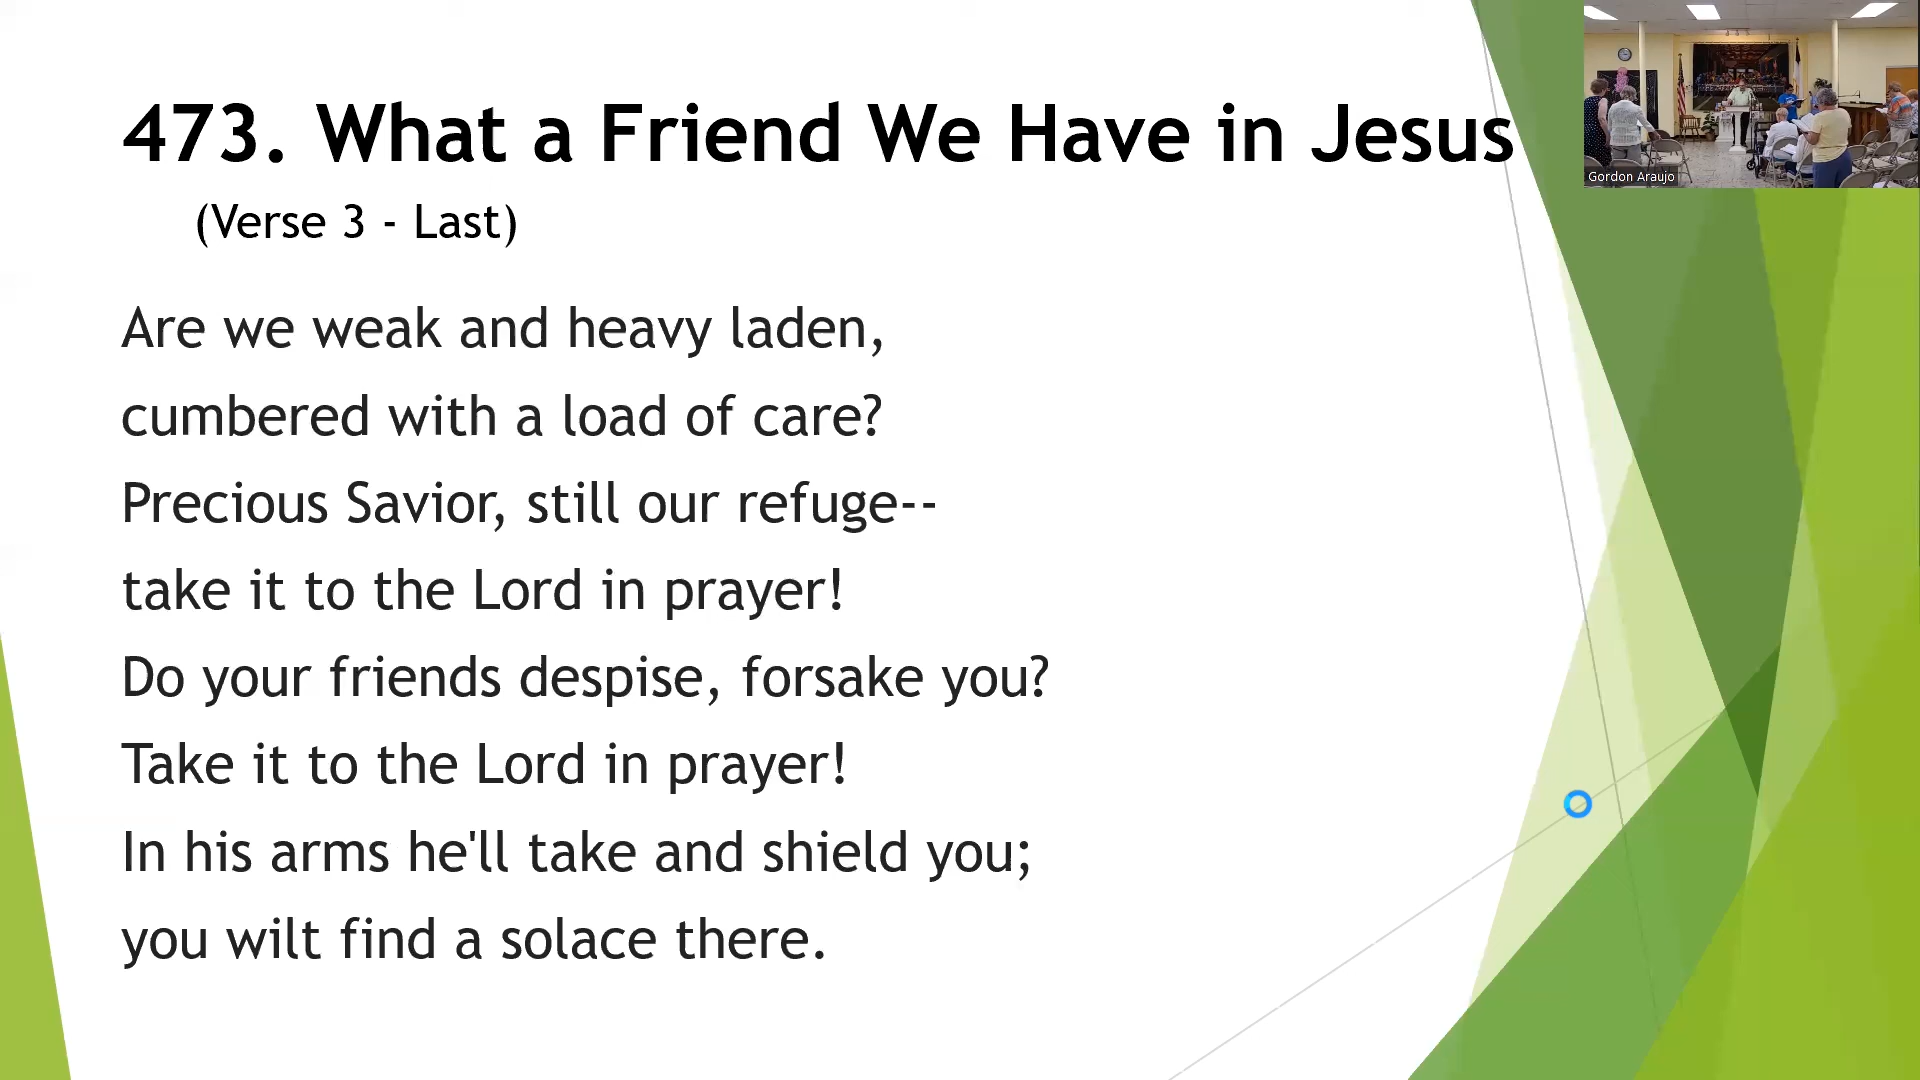 473. What a Friend We Have in Jesus
(Verse 3 - Last)
Are we weak and heavy laden,
cumbered with a load of care?
Precious Savior, still our refuge--
take it to the Lord in prayer!
Do your friends despise, forsake you?
Take it to the Lord in prayer!
In his arms he'll take and shield you;
you wilt find a solace there.
Gordon Araujo